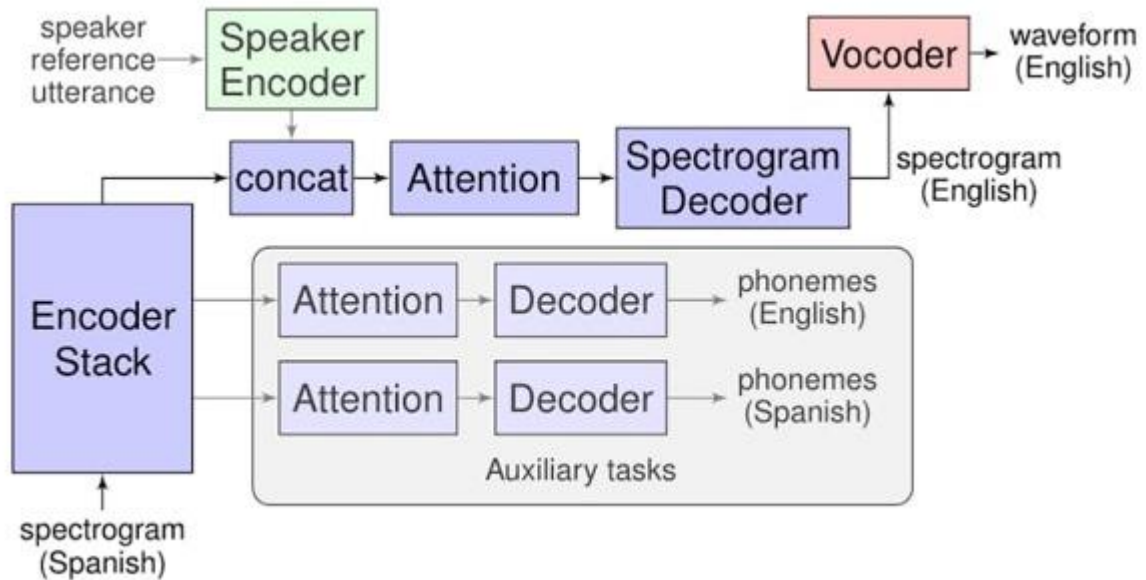 speaker
reference
utterance
Speaker
Encoder
Vocoder
waveform
(English)
concat
Attention
Spectrogram
Decoder
spectrogram
(English)
Encoder
Stack
Attention
Decoder
phonemes
(English)
Attention
Decoder
phonemes
(Spanish)
Auxiliary tasks
spectrogram
(Spanish)